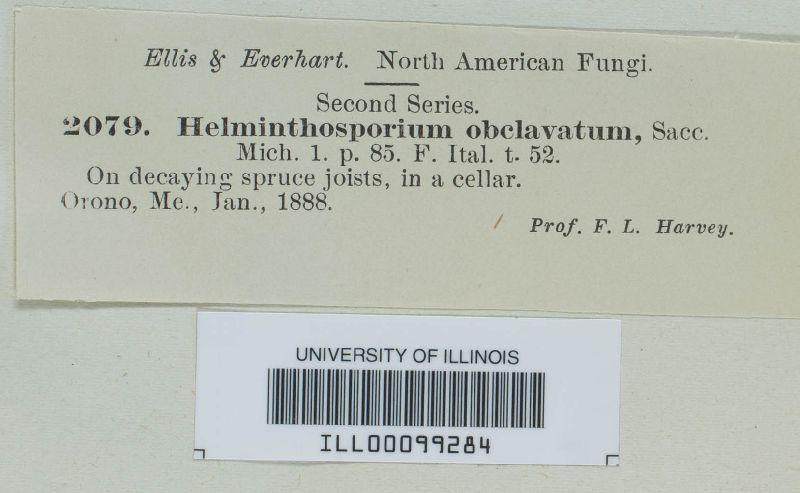 Ellis & Everhart. North American Fungi.
Second Series.
2079. Helminthosporium obclavatum, Sacc.
Mich. 1. p. 85. F. Ital. t. 52.
On decaying spruce joists, in a cellar.
Orono, Me., Jan., 1888.
Prof. F. L. Harvey.
UNIVERSITY OF ILLINOIS
ILL00099284